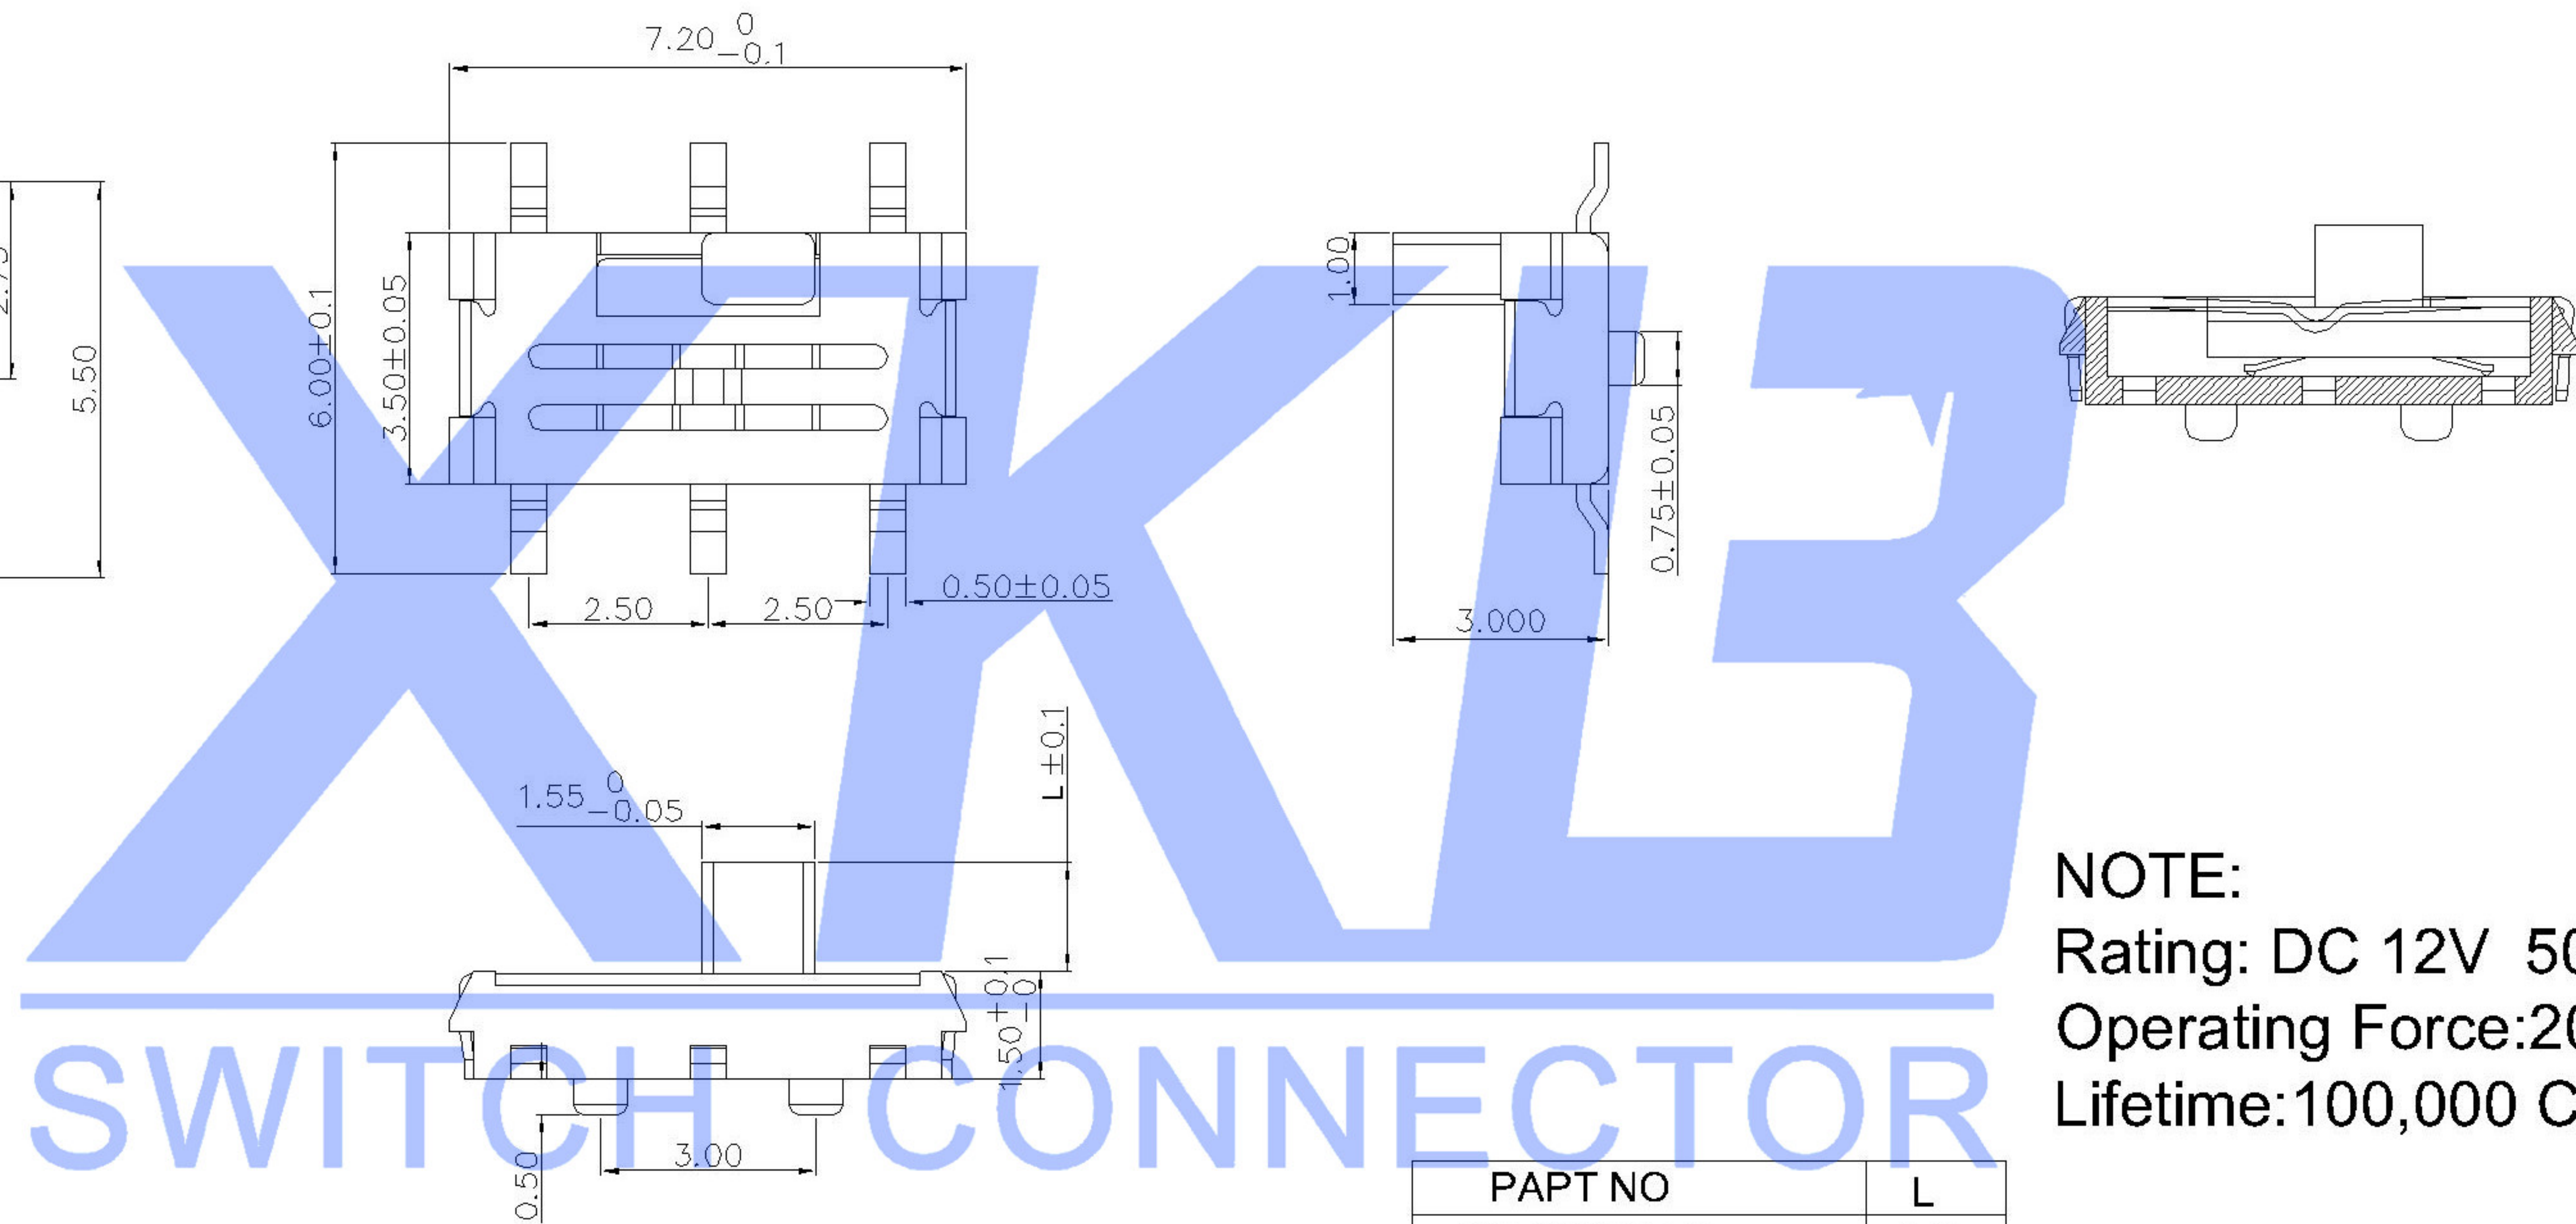 7.20 0 -0.1
5.50
6.00±0.1
3.50±0.05
2.50
2.50
0.50±0.05
1.00
3.000
0.75±0.05
XKB
SWITCH CONNECTOR
1.55 0 -0.05
L±0.1
1.50 +0.1 -0
0.50
3.00
NOTE:
Rating: DC 12V 50
Operating Force:20
Lifetime:100,000 C
PAPT NO L